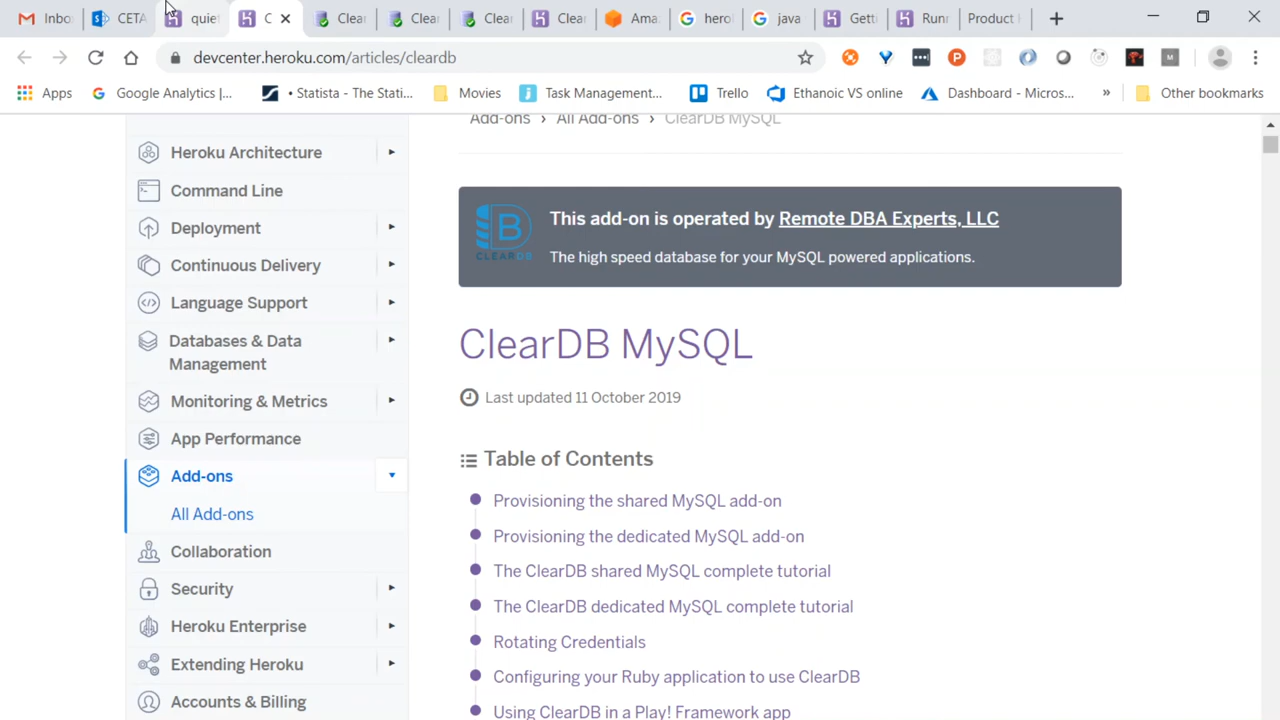 Inbo
CETA
quiet
C
Clea
Clear
Clea
Clea
Ama
hero
java
Getti
Runn
Product
devcenter.heroku.com/articles/cleardb
Apps
Google Analytics |...
• Statista - The Stati...
Movies
Task Management...
Trello
Ethanoic VS online
Dashboard - Micros...
»
Other bookmarks
Add-ons › All Add-ons › ClearDB MySQL
Heroku Architecture
Command Line
Deployment
Continuous Delivery
Language Support
Databases & Data
Management
Monitoring & Metrics
App Performance
Add-ons
All Add-ons
Collaboration
Security
Heroku Enterprise
Extending Heroku
Accounts & Billing
CLEARDB
This add-on is operated by Remote DBA Experts, LLC
The high speed database for your MySQL powered applications.
ClearDB MySQL
Last updated 11 October 2019
Table of Contents
Provisioning the shared MySQL add-on
Provisioning the dedicated MySQL add-on
The ClearDB shared MySQL complete tutorial
The ClearDB dedicated MySQL complete tutorial
Rotating Credentials
Configuring your Ruby application to use ClearDB
Using ClearDB in a Play! Framework app